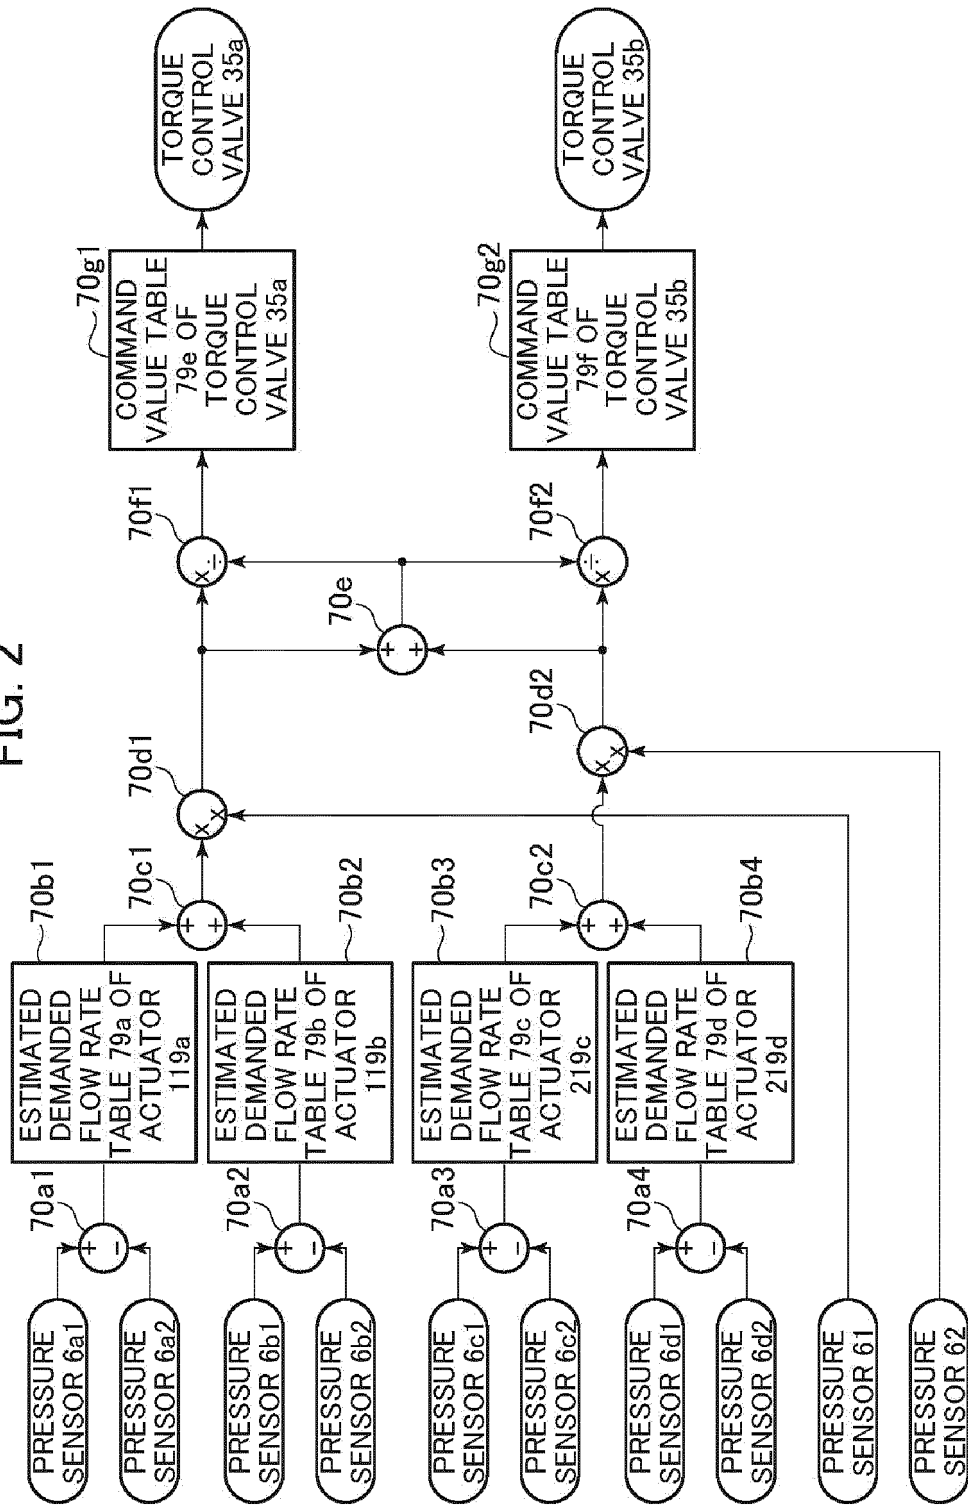 FIG. 2
PRESSURE
SENSOR 6a1
PRESSURE
SENSOR 6a2
PRESSURE
SENSOR 6b1
PRESSURE
SENSOR 6b2
PRESSURE
SENSOR 6c1
PRESSURE
SENSOR 6c2
PRESSURE
SENSOR 6d1
PRESSURE
SENSOR 6d2
PRESSURE
SENSOR 61
PRESSURE
SENSOR 62
70a1
+
−
70a2
+
−
70a3
+
−
70a4
+
−
70b1
ESTIMATED
DEMANDED
FLOW RATE
TABLE 79a OF
ACTUATOR
119a
70b2
ESTIMATED
DEMANDED
FLOW RATE
TABLE 79b OF
ACTUATOR
119b
70b3
ESTIMATED
DEMANDED
FLOW RATE
TABLE 79c OF
ACTUATOR
219c
70b4
ESTIMATED
DEMANDED
FLOW RATE
TABLE 79d OF
ACTUATOR
219d
70c1
+
+
70c2
+
+
70d1
x
x
70d2
x
x
70e
+
+
70f1
x ÷
70f2
x ÷
70g1
COMMAND
VALUE TABLE
79e OF
TORQUE
CONTROL
VALVE 35a
70g2
COMMAND
VALUE TABLE
79f OF
TORQUE
CONTROL
VALVE 35b
TORQUE
CONTROL
VALVE 35a
TORQUE
CONTROL
VALVE 35b